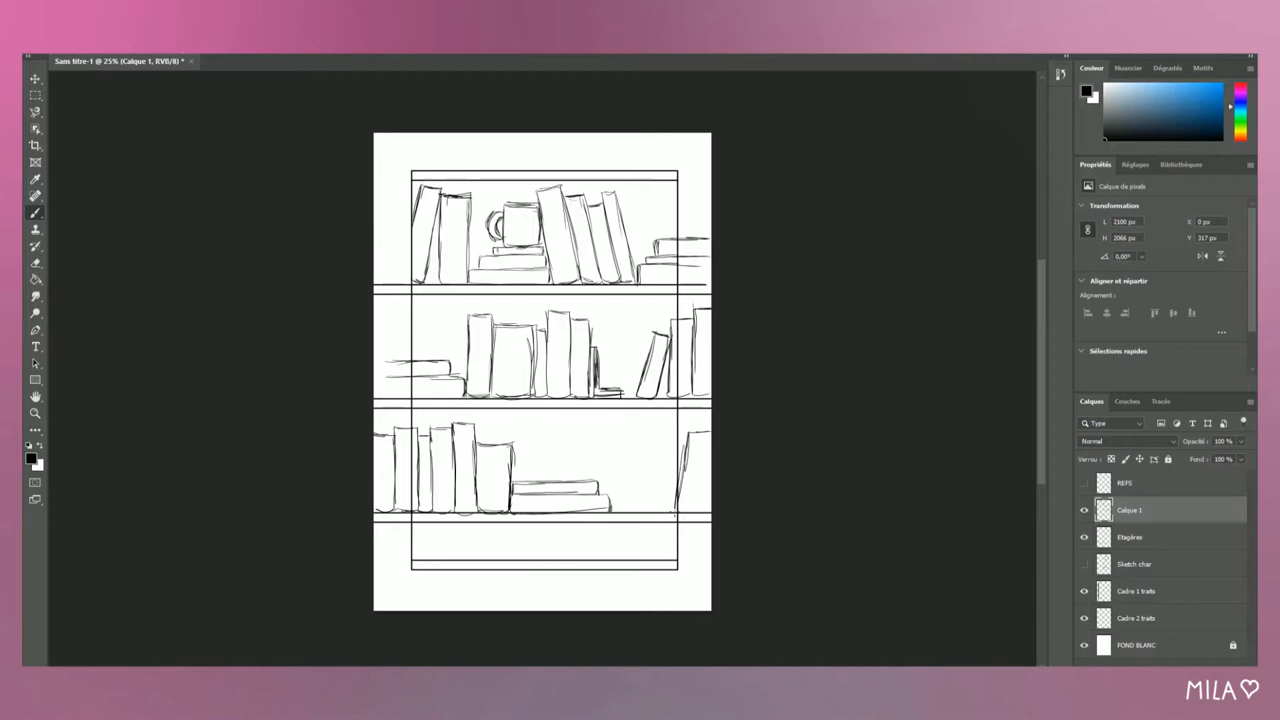 Sans titre-1 @ 25% (Calque 1, RVB/8) * ×
Couleur Nuancier Dégradés Motifs
Propriétés Réglages Bibliothèques
Calque de pixels
Transformation
L 2100 px X 0 px
H 2066 px Y 317 px
0,00°
Aligner et répartir
Alignement :
Sélections rapides
Calques Couches Tracés
Type
Normal Opacité : 100 %
Verrou : Fond : 100 %
REFS
Calque 1
Etagères
Sketch char
Cadre 1 traits
Cadre 2 traits
FOND BLANC
MILA